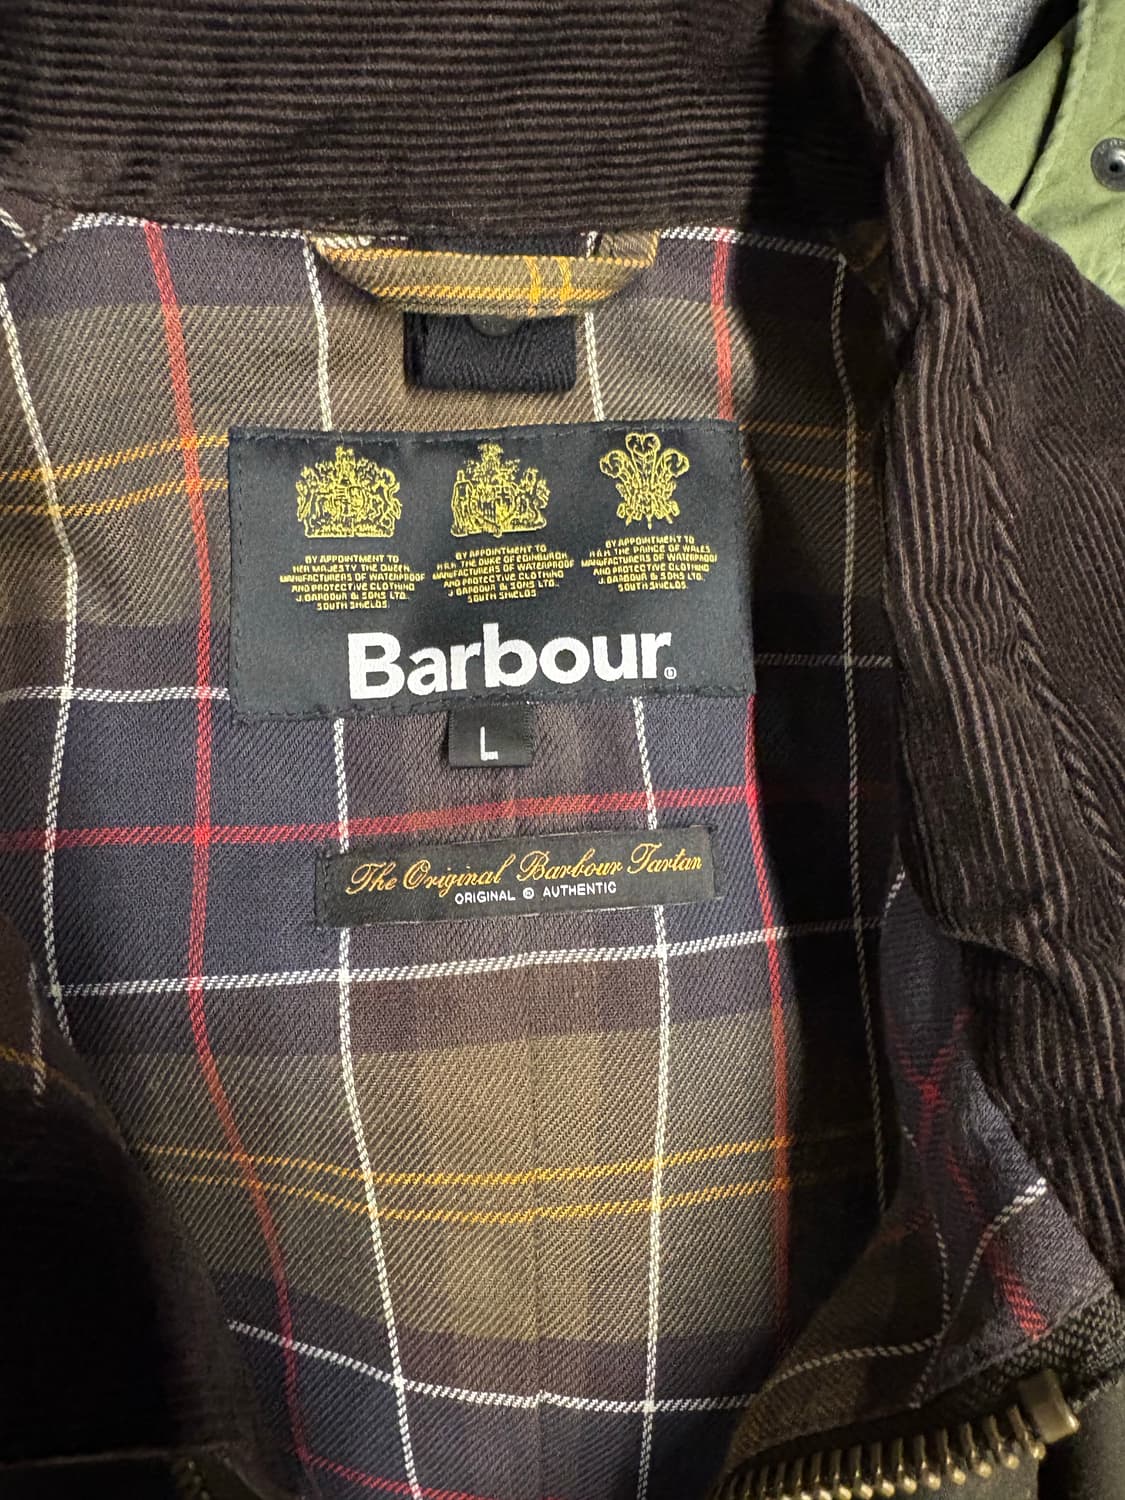 BY APPOINTMENT TO
HER MAJESTY THE QUEEN
MANUFACTURERS OF WATERPROOF
AND PROTECTIVE CLOTHING
J. BARBOUR & SONS LTD.
SOUTH SHIELDS.
BY APPOINTMENT TO
H.R.H. THE DUKE OF EDINBURGH
MANUFACTURERS OF WATERPROOF
AND PROTECTIVE CLOTHING
J BARBOUR & SONS LTD.
SOUTH SHIELDS
BY APPOINTMENT TO
H.R.H. THE PRINCE OF WALES
MANUFACTURERS OF WATERPROOF
AND PROTECTIVE CLOTHING
J. BARBOUR & SONS LTD.
SOUTH SHIELDS.
Barbour®
L
The Original Barbour Tartan
ORIGINAL © AUTHENTIC